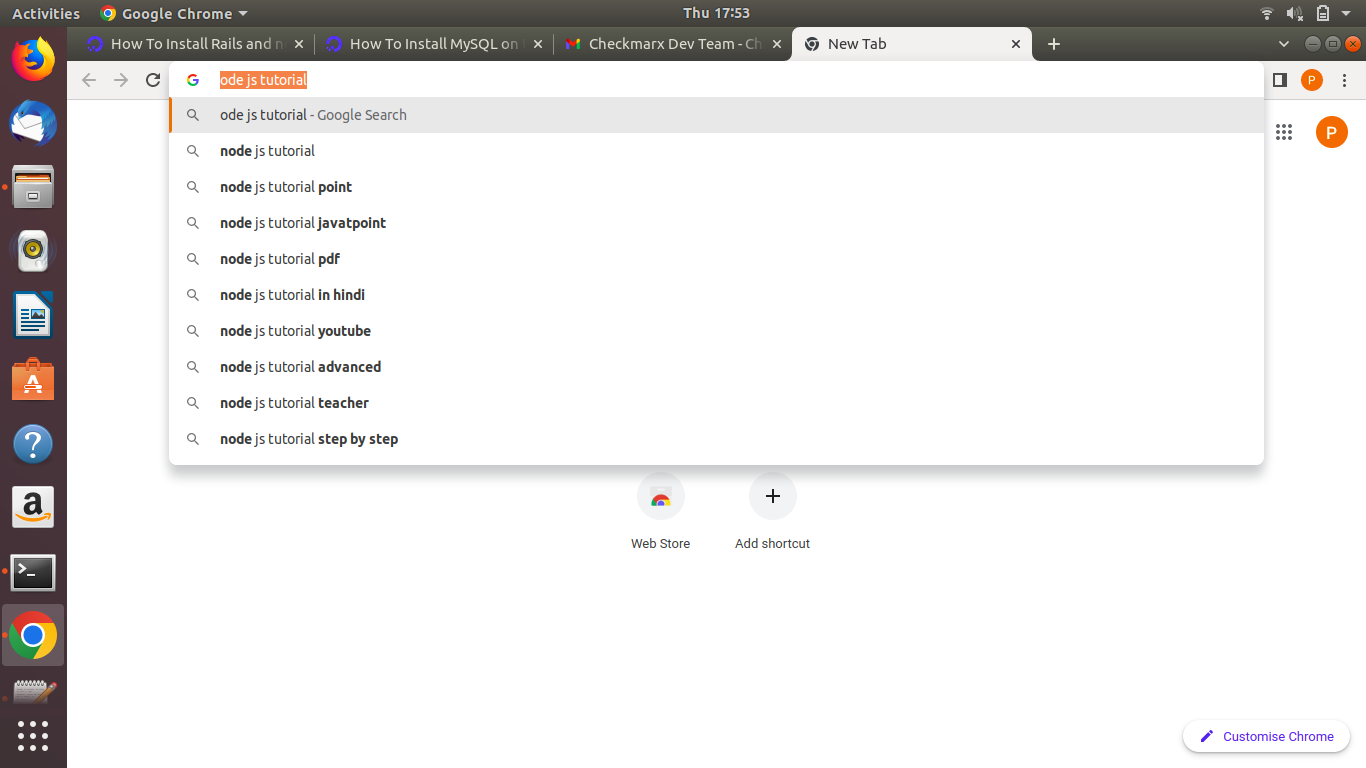 Activities Google Chrome Thu 17:53
How To Install Rails and n How To Install MySQL on Checkmarx Dev Team - Ch New Tab
ode js tutorial P
ode js tutorial - Google Search
P
node js tutorial
node js tutorial point
node js tutorial javatpoint
node js tutorial pdf
node js tutorial in hindi
node js tutorial youtube
node js tutorial advanced
node js tutorial teacher
node js tutorial step by step
Web Store Add shortcut
Customise Chrome